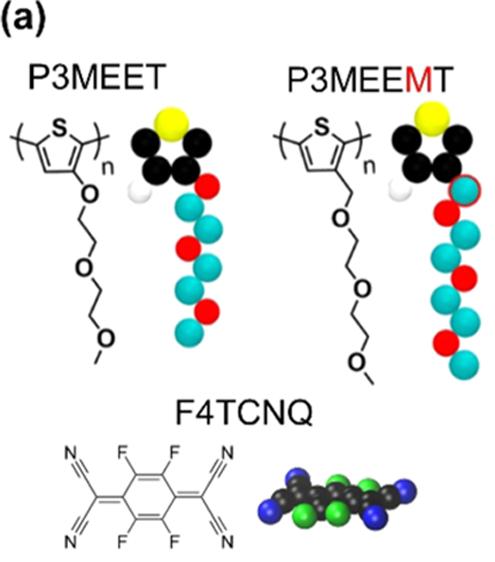 (a)
P3MEET P3MEEMT
S S
n n
O
O
O
O
O
O
F4TCNQ
N F F N
N F F N